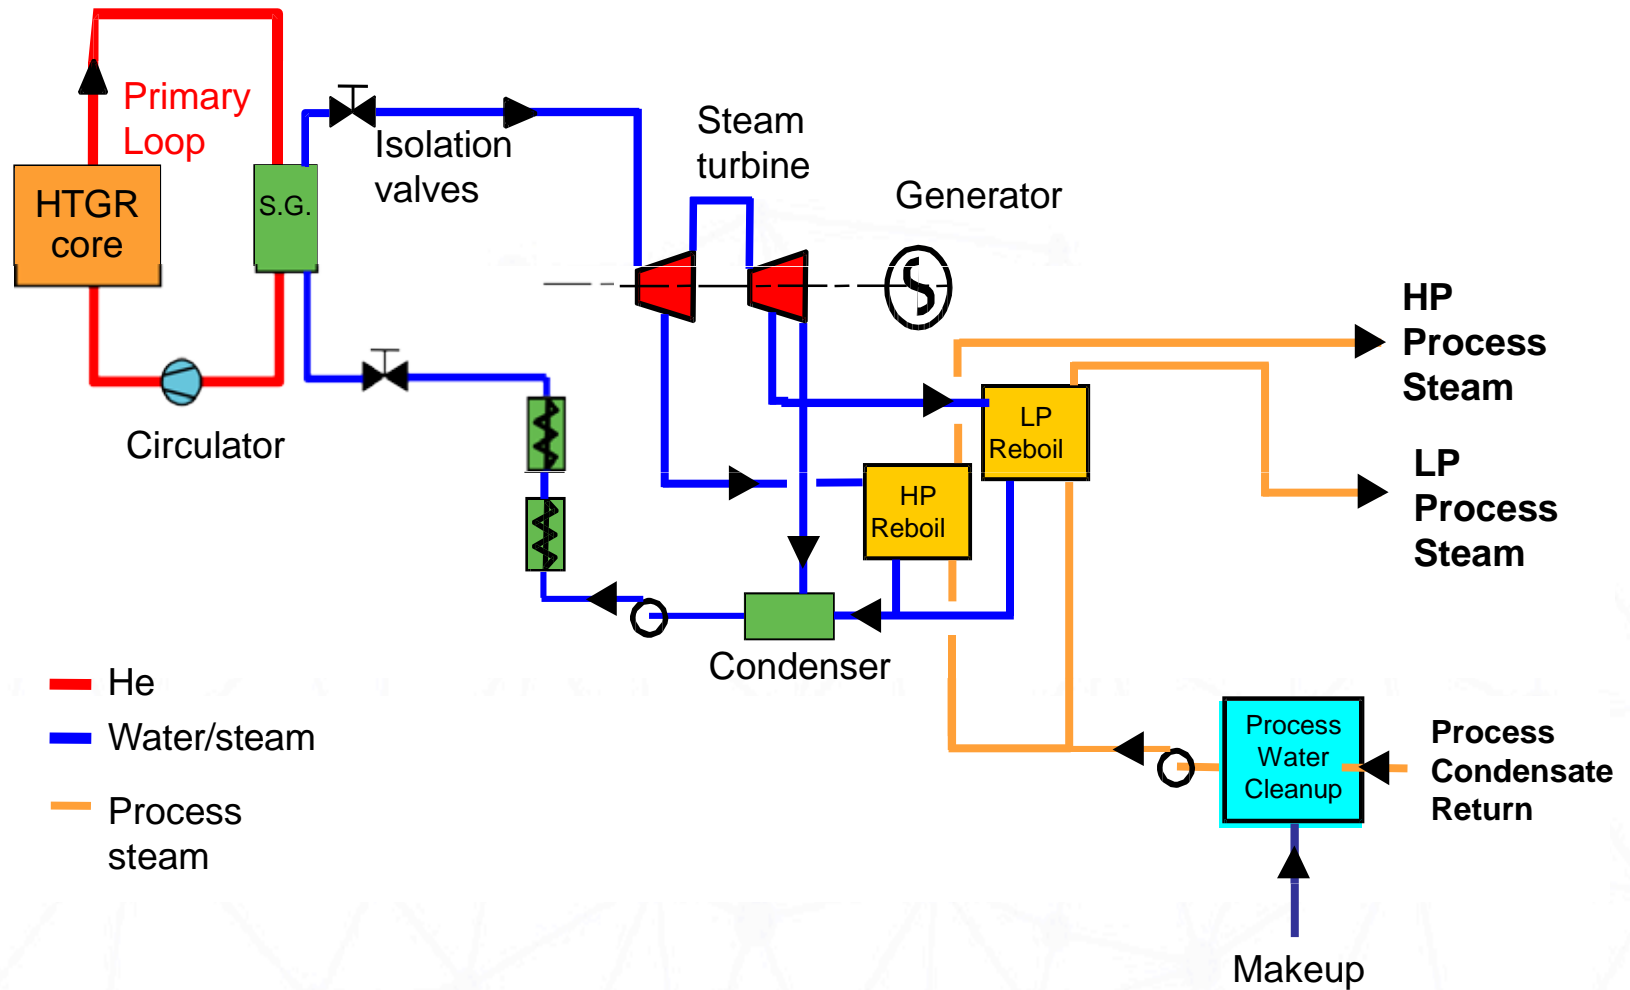 Primary
Loop
HTGR
core
S.G.
Isolation
valves
Steam
turbine
Generator
Circulator
HP
Process
Steam
LP
Reboil
HP
Reboil
LP
Process
Steam
Condenser
He
Water/steam
Process
steam
Process
Water
Cleanup
Process
Condensate
Return
Makeup